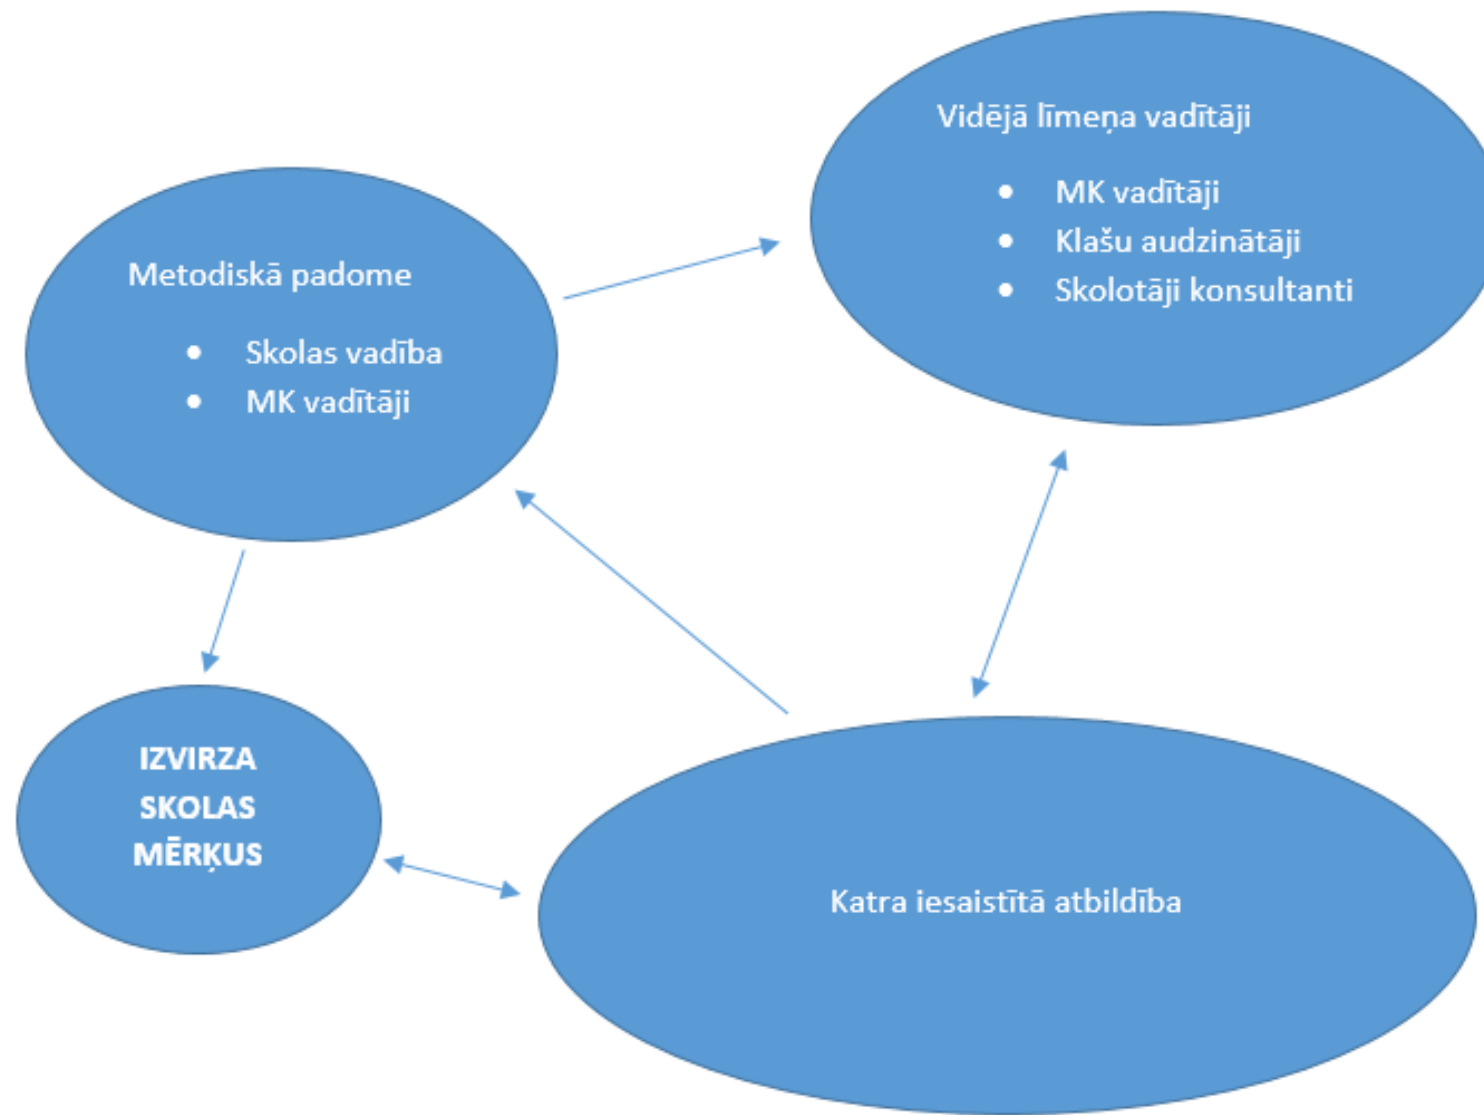 Metodiskā padome
• Skolas vadība
• MK vadītāji
Vidējā līmeņa vadītāji
• MK vadītāji
• Klašu audzinātāji
• Skolotāji konsultanti
IZVIRZA
SKOLAS
MĒRĶUS
Katra iesaistītā atbildība